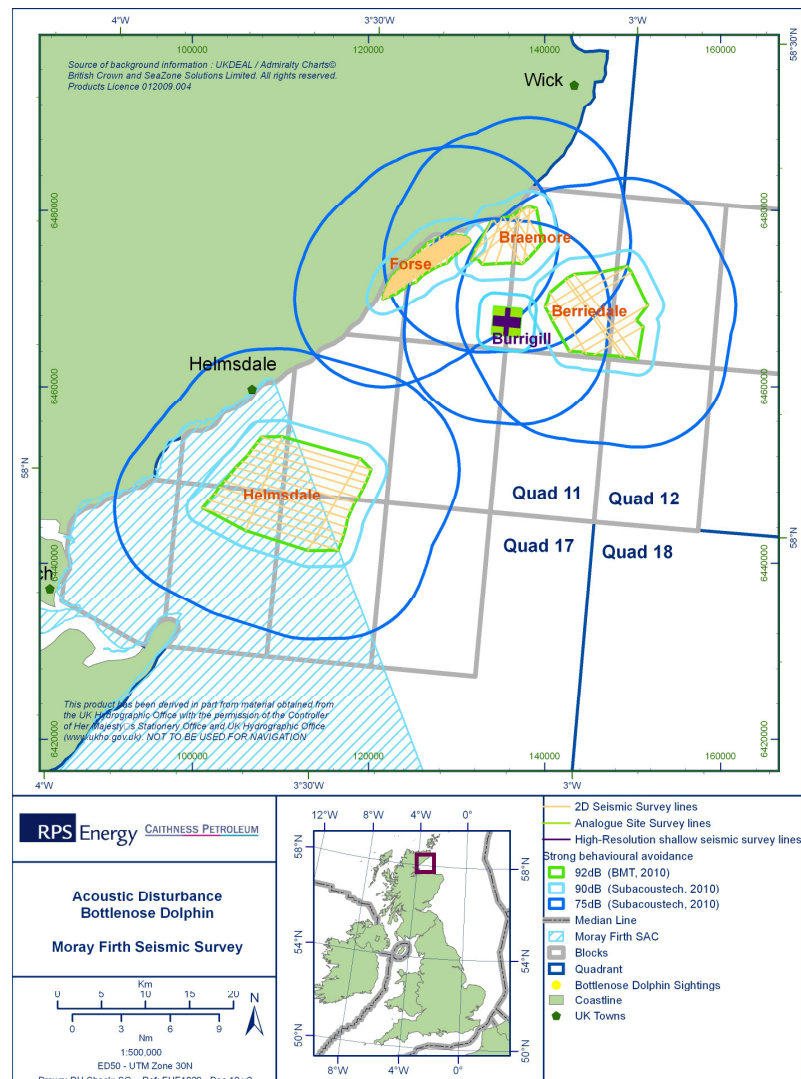 4°W
3°30'W
3°W
100000
120000
140000
160000
58°30'N
Source of background information : UKDEAL / Admiralty Charts©
British Crown and SeaZone Solutions Limited. All rights reserved.
Products Licence 012009.004
Wick
6480000
6480000
Braemore
Forse
Berriedale
Burrigill
Helmsdale
6460000
6460000
58°N
Helmsdale
Quad 11
Quad 12
Quad 17
Quad 18
58°N
6440000
6440000
ch
This product has been derived in part from material obtained from
the UK Hydrographic Office with the permission of the Controller
of Her Majesty□s Stationery Office and UK Hydrographic Office
(www.ukho.gov.uk). NOT TO BE USED FOR NAVIGATION
6420000
6420000
100000
120000
140000
160000
4°W
3°30'W
3°W
RPS Energy CAITHNESS PETROLEUM
Acoustic Disturbance
Bottlenose Dolphin
Moray Firth Seismic Survey
Km
0 5 10 15 20
N
0 3 6 9
Nm
1:500,000
ED50 - UTM Zone 30N
12°W 8°W 4°W 0°
58°N
58°N
54°N
54°N
50°N
50°N
8°W 4°W 0°
2D Seismic Survey lines
Analogue Site Survey lines
High-Resolution shallow seismic survey lines
Strong behavioural avoidance
92dB (BMT, 2010)
90dB (Subacoustech, 2010)
75dB (Subacoustech, 2010)
Median Line
Moray Firth SAC
Blocks
Quadrant
Bottlenose Dolphin Sightings
Coastline
UK Towns